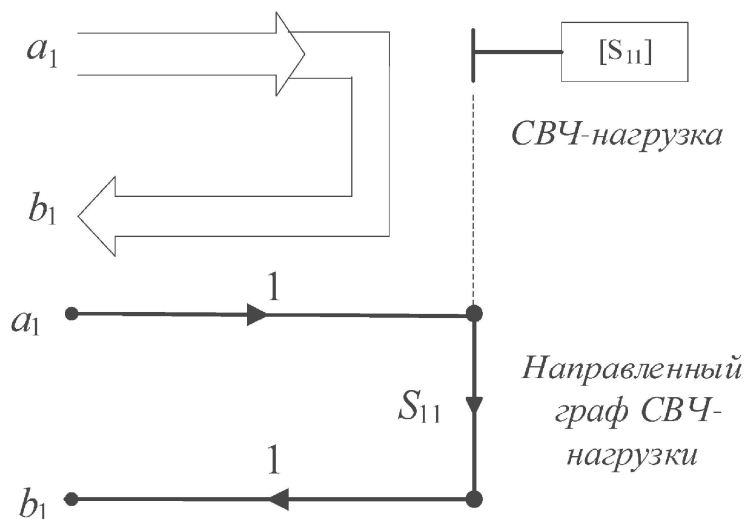 a₁
[S₁₁]
СВЧ-нагрузка
b₁
1
a₁
S₁₁
Направленный
граф СВЧ-
нагрузки
1
b₁